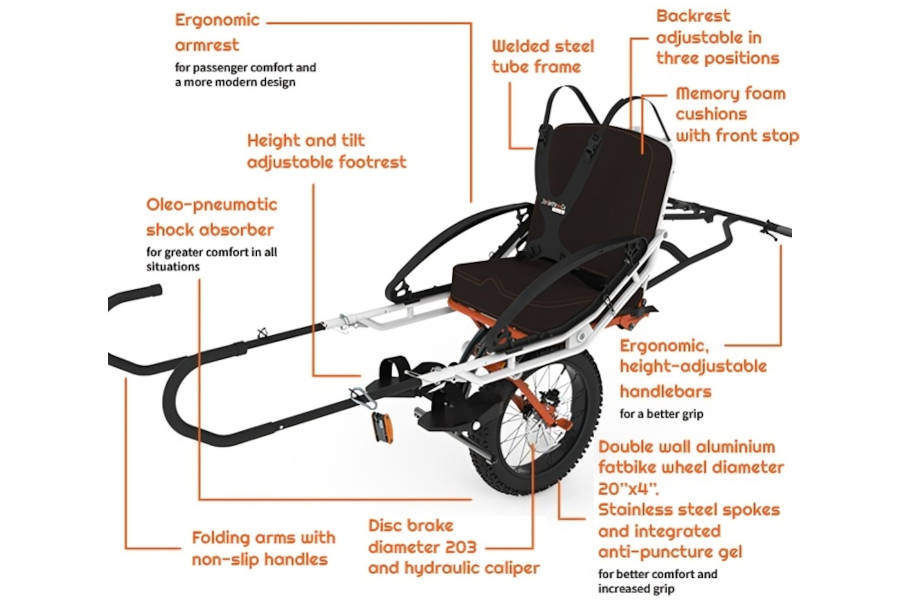 Ergonomic
armrest
for passenger comfort and
a more modern design
Welded steel
tube frame
Backrest
adjustable in
three positions
Memory foam
cushions
with front stop
Height and tilt
adjustable footrest
Oleo-pneumatic
shock absorber
for greater comfort in all
situations
Ergonomic,
height-adjustable
handlebars
for a better grip
Double wall aluminium
fatbike wheel diameter
20”x4”.
Stainless steel spokes
and integrated
anti-puncture gel
for better comfort and
increased grip
Folding arms with
non-slip handles
Disc brake
diameter 203
and hydraulic caliper